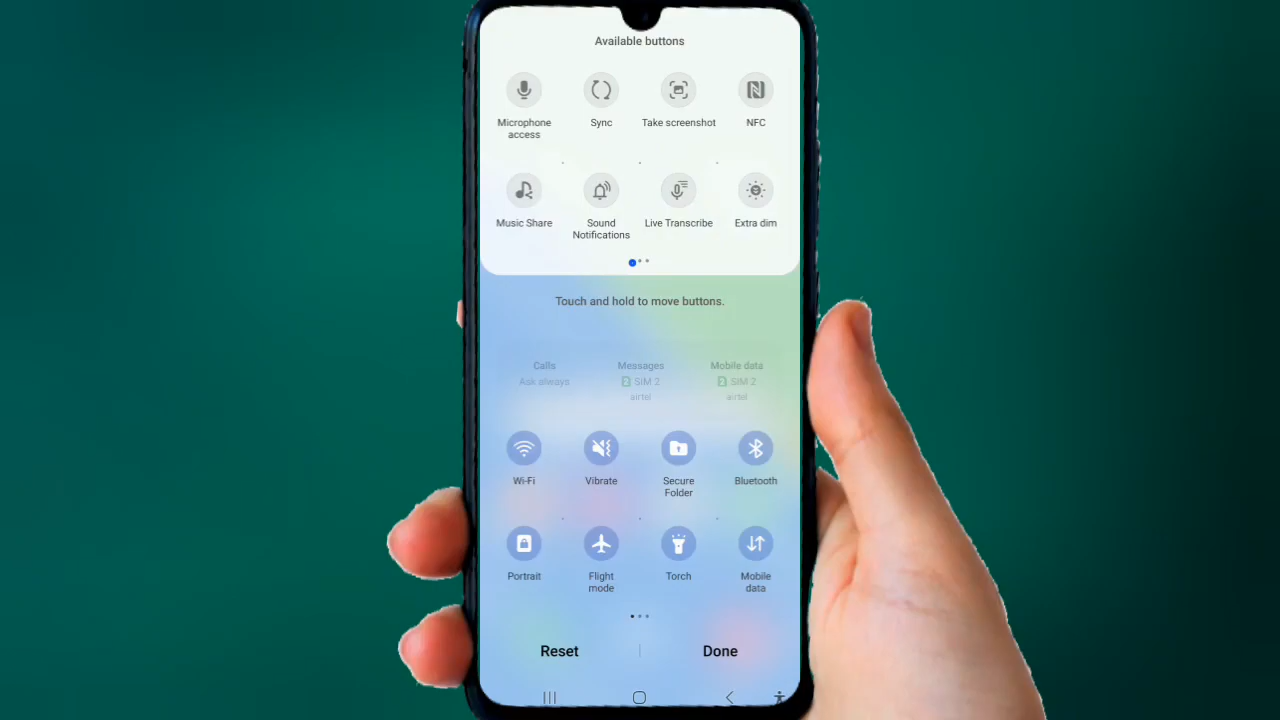 Available buttons
Microphone access
Sync
Take screenshot
NFC
Music Share
Sound Notifications
Live Transcribe
Extra dim
Touch and hold to move buttons.
Calls
Messages
Mobile data
Ask always
2 SIM 2
2 SIM 2
airtel
airtel
Wi-Fi
Vibrate
Secure Folder
Bluetooth
Portrait
Flight mode
Torch
Mobile data
Reset
Done